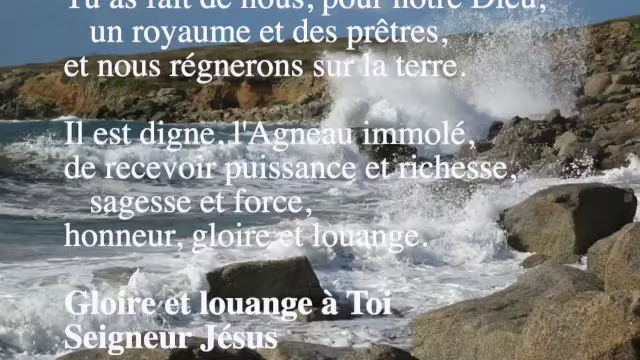 Tu as fait de nous, pour notre Dieu,
un royaume et des prêtres,
et nous régnerons sur la terre.
Il est digne, l'Agneau immolé,
de recevoir puissance et richesse,
sagesse et force,
honneur, gloire et louange.
Gloire et louange à Toi
Seigneur Jésus